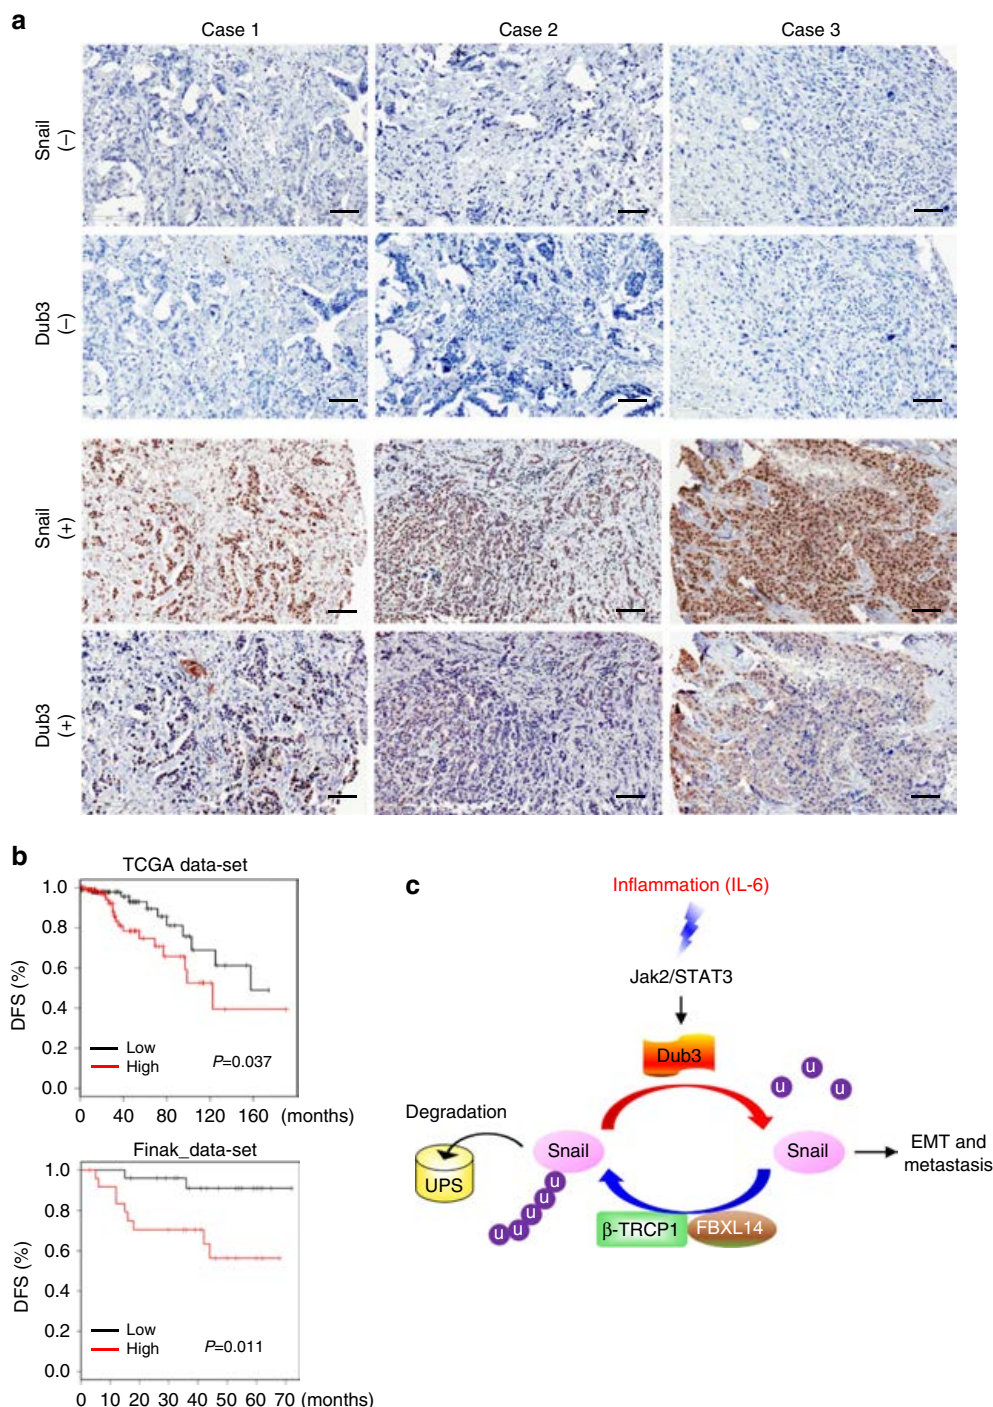 a
Case 1
Case 2
Case 3
Snail
(−)
Dub3
(−)
Snail
(+)
Dub3
(+)
b
TCGA data-set
DFS (%)
1.0
0.8
0.6
0.4
0.2
0.0
Low
High
P=0.037
0 40 80 120 160 (months)
Finak_data-set
DFS (%)
1.0
0.8
0.6
0.4
0.2
0.0
Low
High
P=0.011
0 10 20 30 40 50 60 70 (months)
c
Inflammation (IL-6)
Jak2/STAT3
Dub3
u
u
u
Degradation
UPS
Snail
u
u
u
u
u
Snail
EMT and
metastasis
β-TRCP1
FBXL14